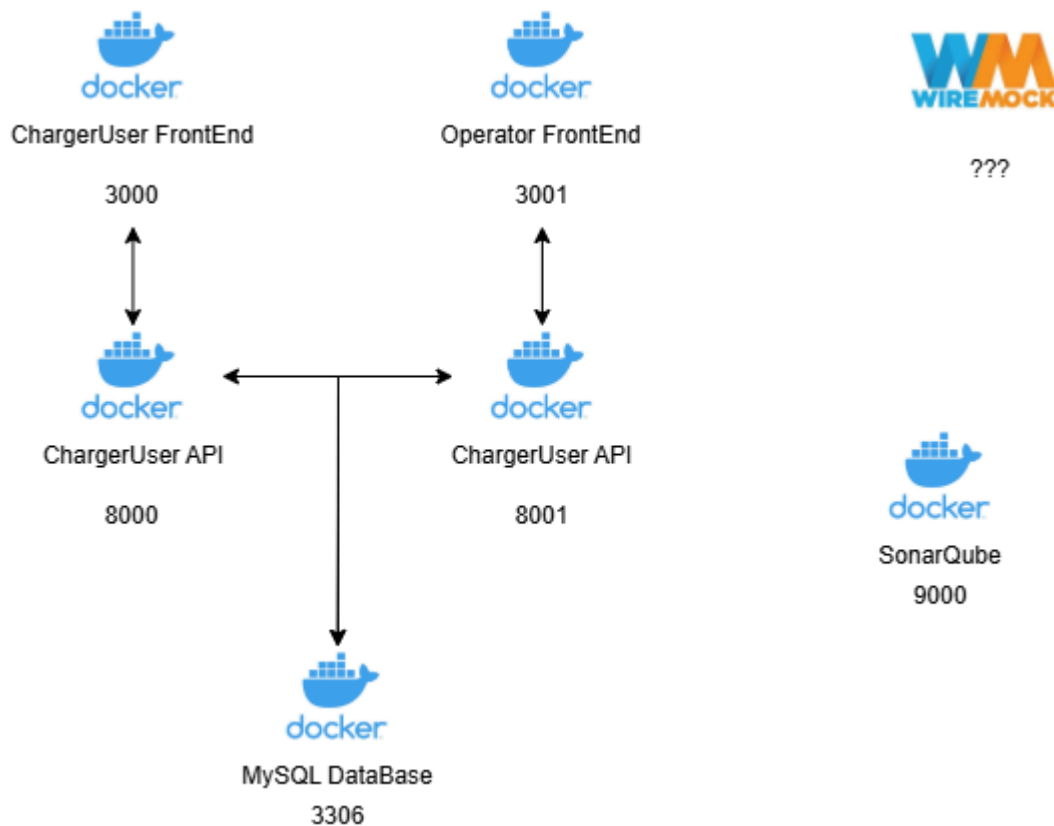 docker
docker
WM
WIREMOCK
ChargerUser FrontEnd
Operator FrontEnd
???
3000
3001
docker
docker
ChargerUser API
ChargerUser API
docker
8000
8001
SonarQube
9000
docker
MySQL DataBase
3306